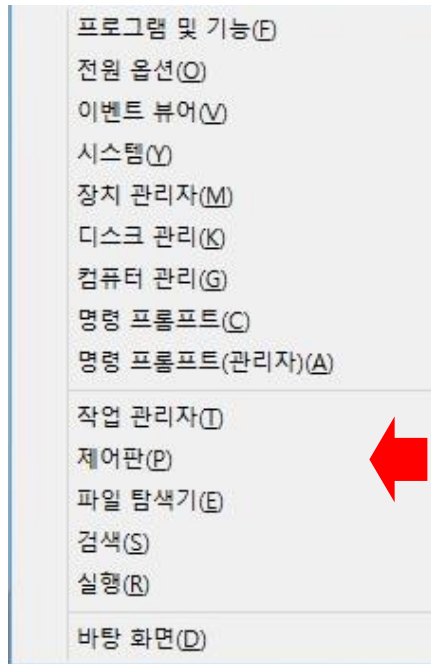 프로그램 및 기능(F)
전원 옵션(O)
이벤트 뷰어(V)
시스템(Y)
장치 관리자(M)
디스크 관리(K)
컴퓨터 관리(G)
명령 프롬프트(C)
명령 프롬프트(관리자)(A)
작업 관리자(T)
제어판(P)
파일 탐색기(E)
검색(S)
실행(R)
바탕 화면(D)